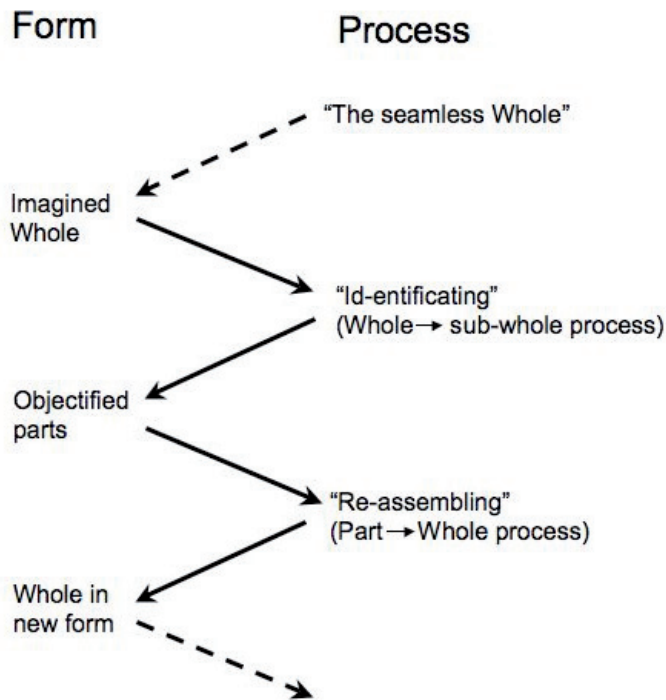 Form
Process
“The seamless Whole”
Imagined
Whole
“Id-entificating”
(Whole→ sub-whole process)
Objectified
parts
“Re-assembling”
(Part→Whole process)
Whole in
new form